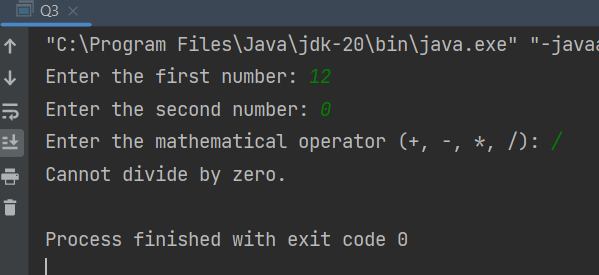 Q3
"C:\Program Files\Java\jdk-20\bin\java.exe" "-java
Enter the first number: 12
Enter the second number: 0
Enter the mathematical operator (+, -, *, /): /
Cannot divide by zero.
Process finished with exit code 0